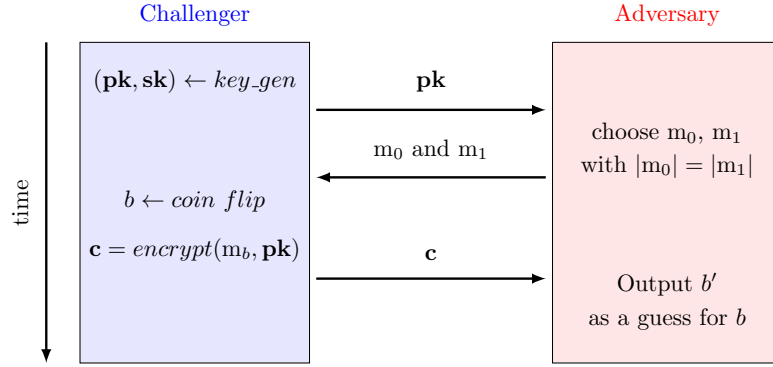 Challenger
Adversary
time
(pk, sk) ← key_gen
pk
choose m₀, m₁
with |m₀| = |m₁|
m₀ and m₁
b ← coin flip
c = encrypt(m_b, pk)
c
Output b′
as a guess for b